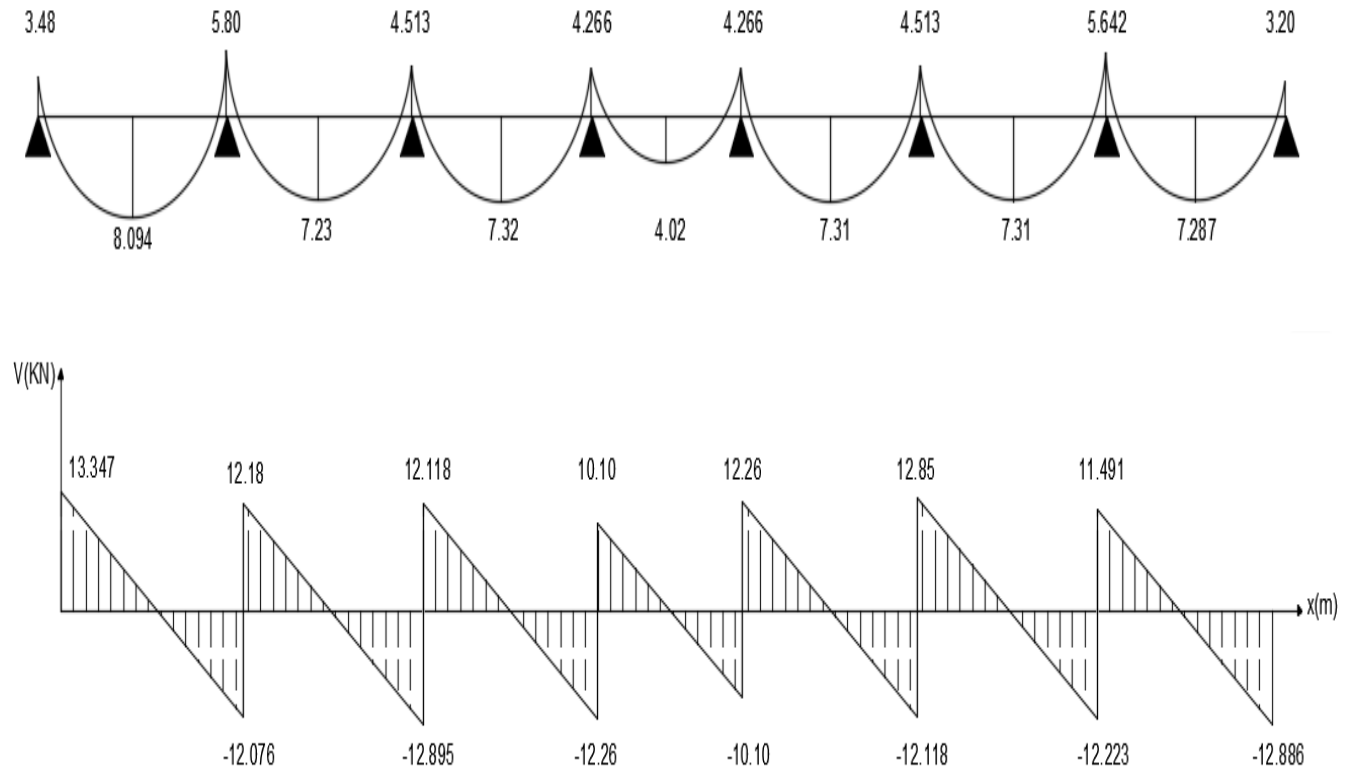 3.48 5.80 4.513 4.266 4.266 4.513 5.642 3.20
8.094 7.23 7.32 4.02 7.31 7.31 7.287
V(KN)
13.347 12.18 12.118 10.10 12.26 12.85 11.491
x(m)
-12.076 -12.895 -12.26 -10.10 -12.118 -12.223 -12.886